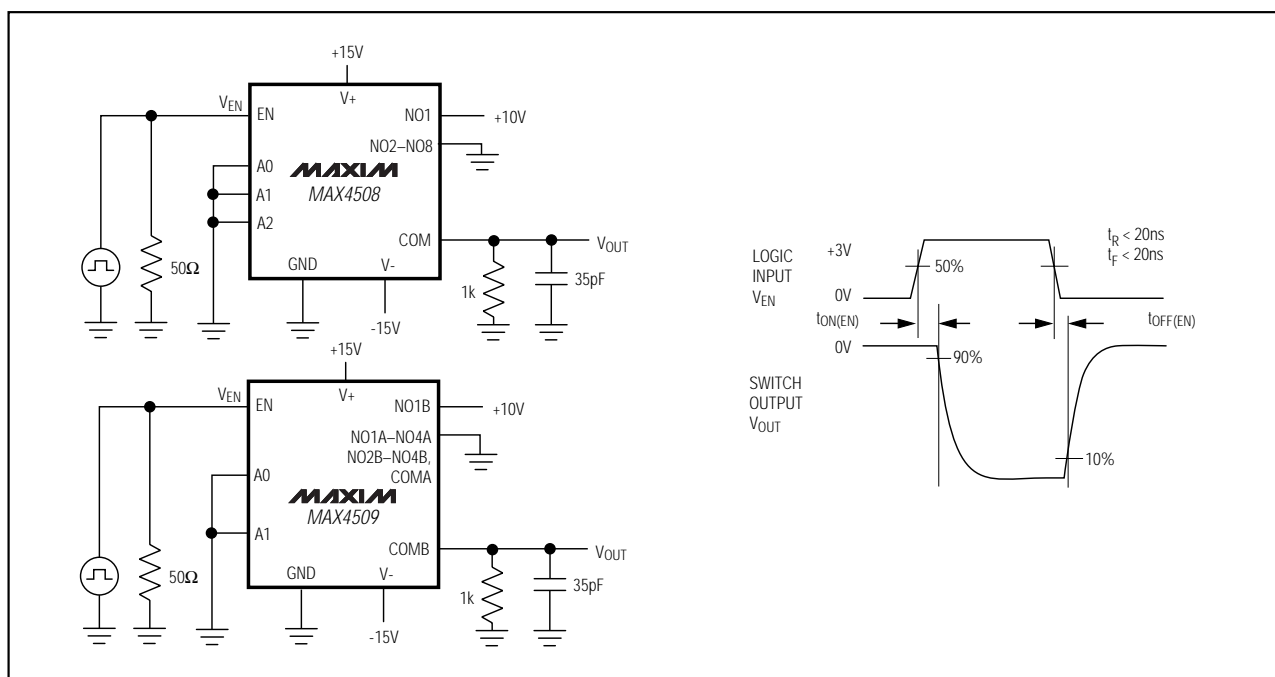 +15V
V+
VEN
EN
NO1
+10V
NO2–NO8
A0
MAXIM
A1
MAX4508
A2
COM
VOUT
50Ω
GND
V-
1k
35pF
-15V
+15V
V+
VEN
EN
NO1B
+10V
NO1A–NO4A
NO2B–NO4B,
COMA
A0
MAXIM
MAX4509
A1
COMB
VOUT
50Ω
GND
V-
1k
35pF
-15V
LOGIC
INPUT
VEN
+3V
50%
tR < 20ns
tF < 20ns
0V
tON(EN)
tOFF(EN)
0V
90%
SWITCH
OUTPUT
VOUT
10%